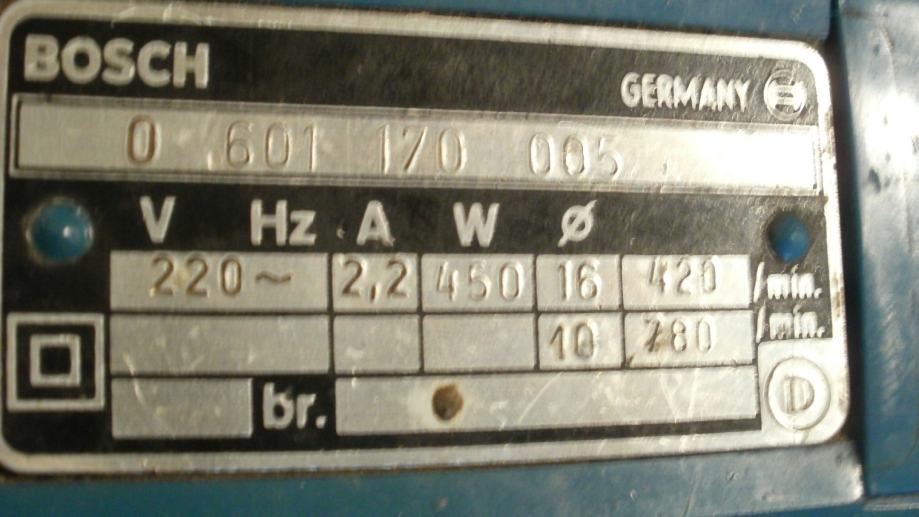 BOSCH
GERMANY
0 601 170 005
V Hz A W Ø
220~ 2,2 450 16 420 /min.
10 780 /min.
br.
D